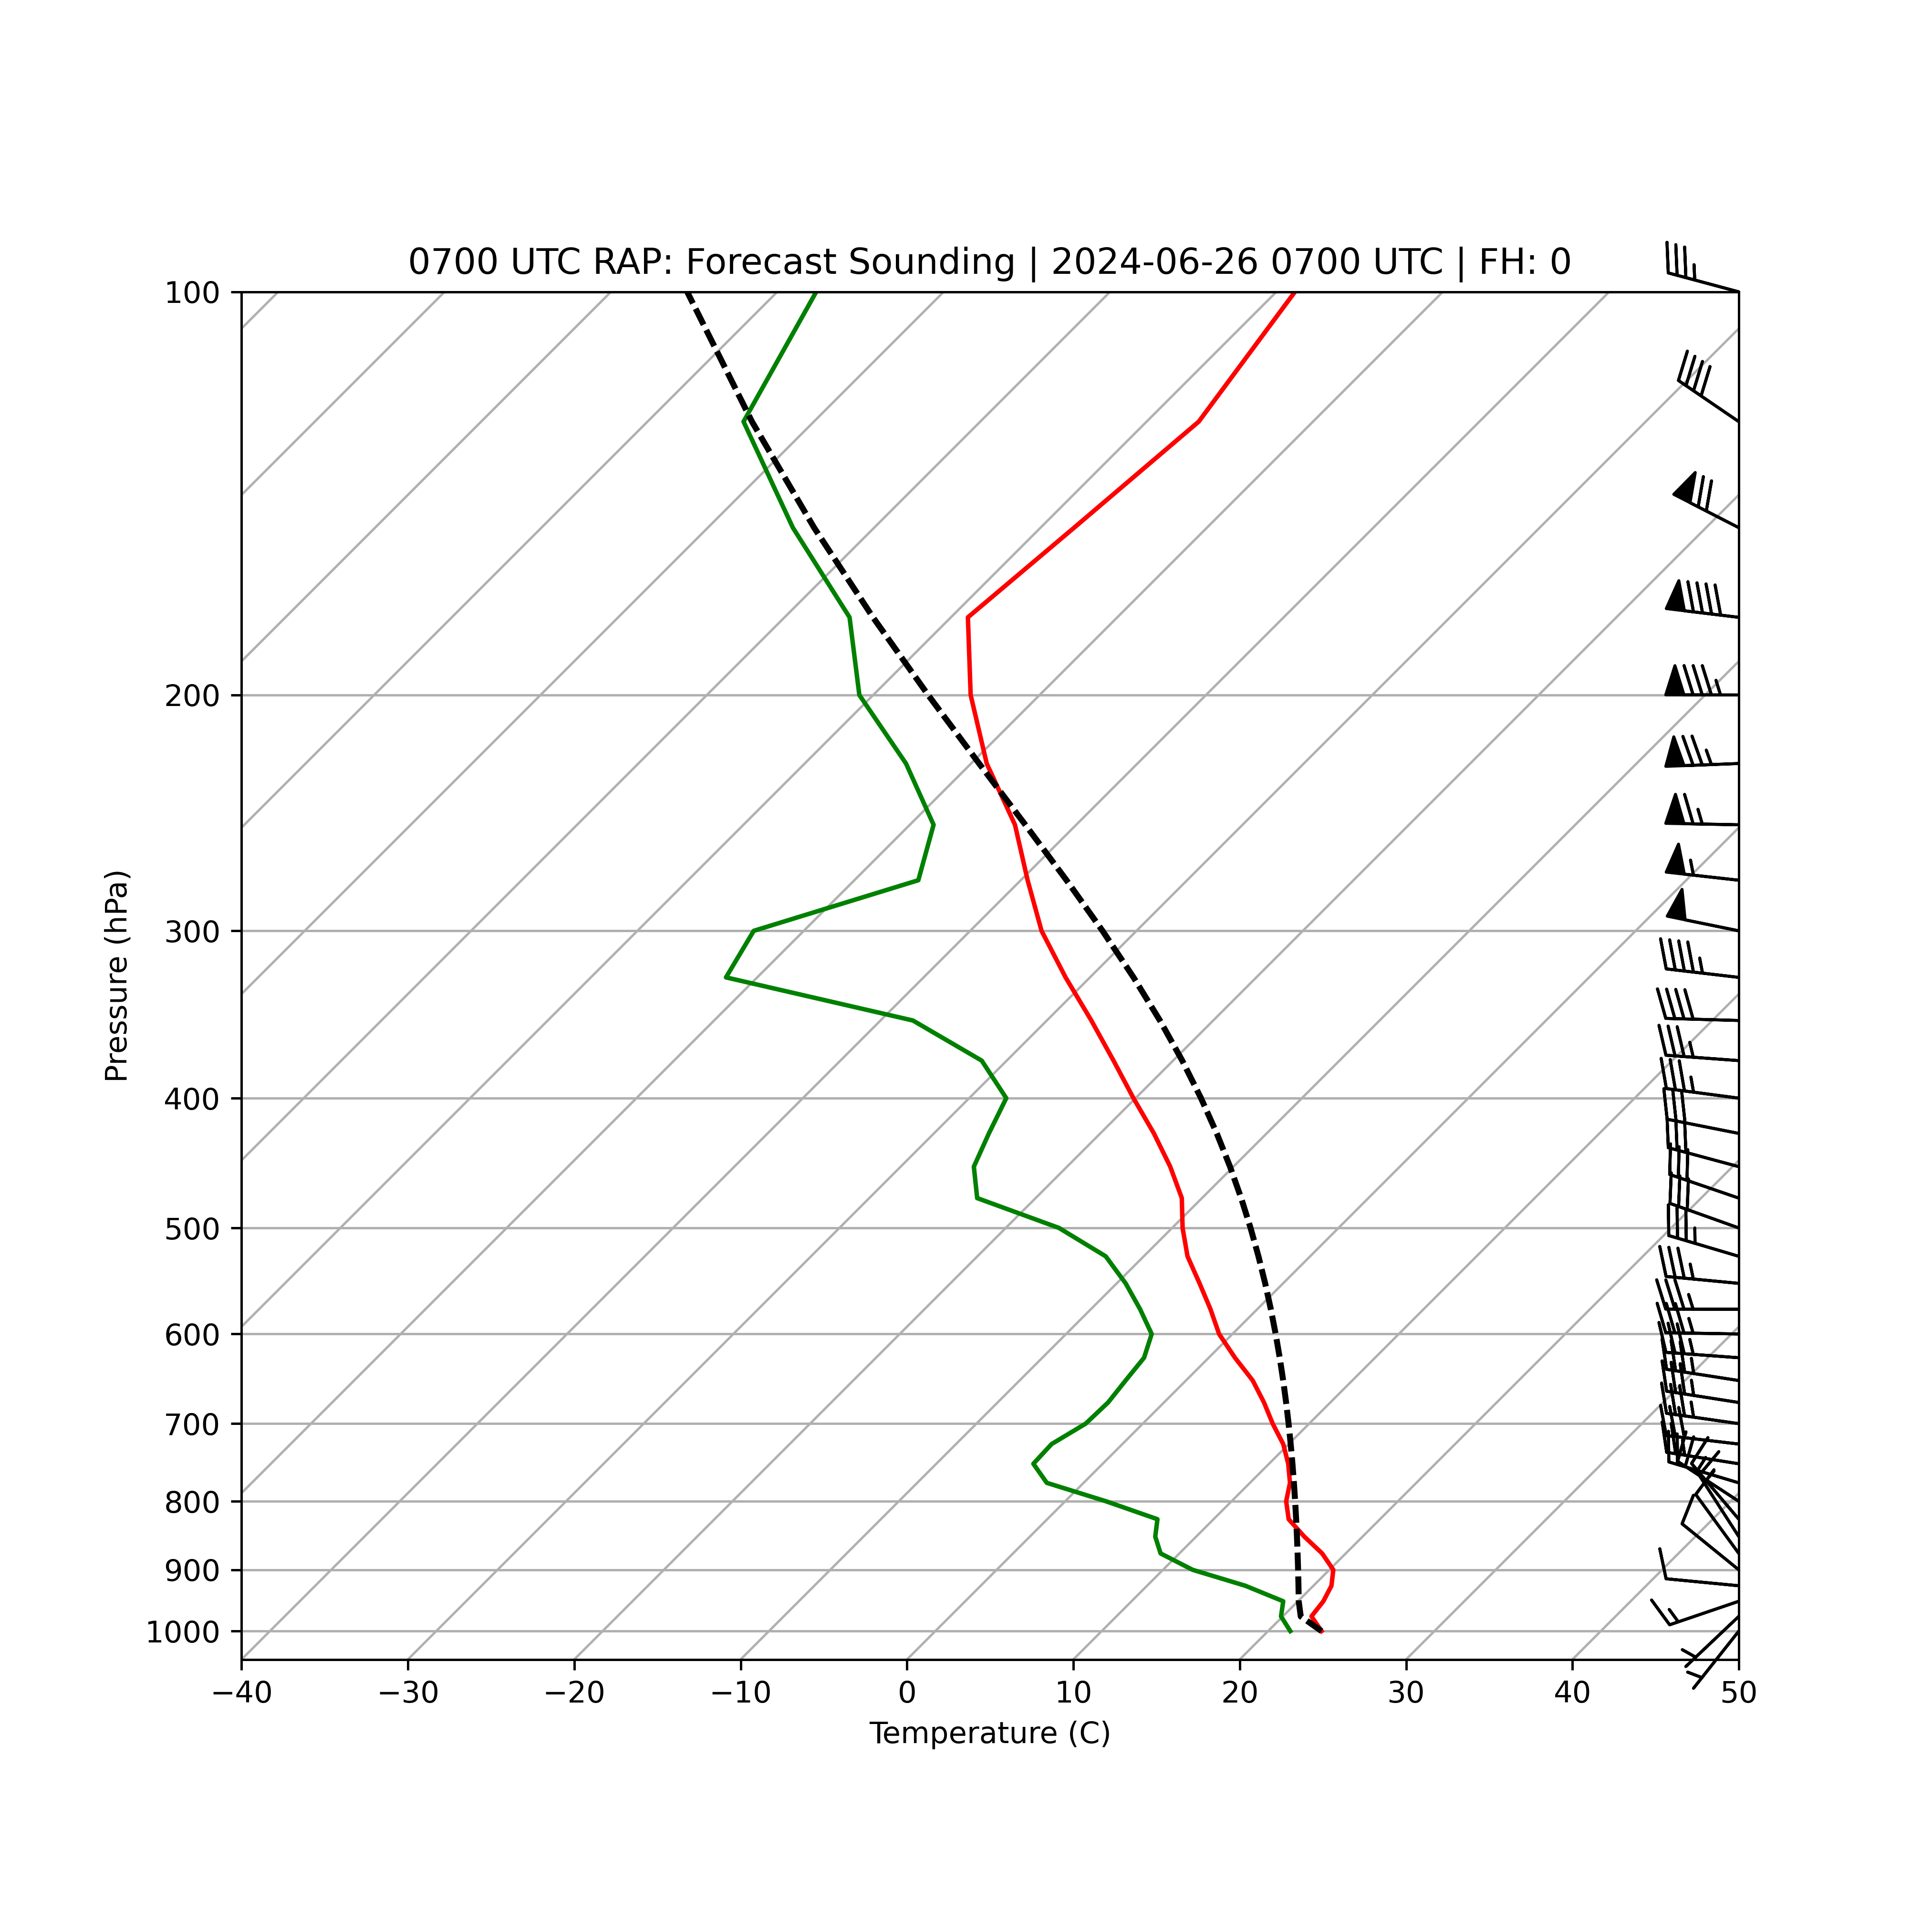 0700 UTC RAP: Forecast Sounding | 2024-06-26 0700 UTC | FH: 0
100
200
300
400
500
600
700
800
900
1000
Pressure (hPa)
−40 −30 −20 −10 0 10 20 30 40 50
Temperature (C)